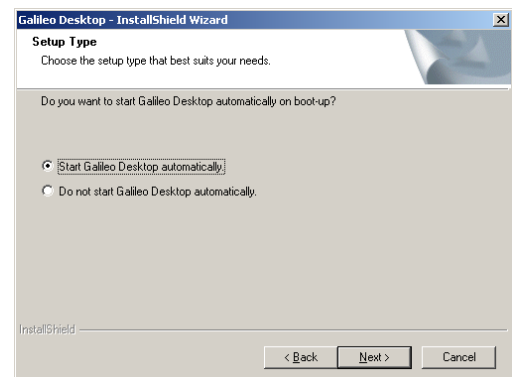 Galileo Desktop - InstallShield Wizard
Setup Type
Choose the setup type that best suits your needs.
Do you want to start Galileo Desktop automatically on boot-up?
Start Galileo Desktop automatically.
Do not start Galileo Desktop automatically.
InstallShield
< Back Next > Cancel